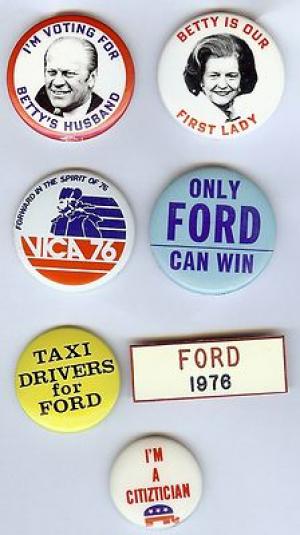 I'M VOTING FOR
BETTY'S HUSBAND
BETTY IS OUR
FIRST LADY
FORWARD IN THE SPIRIT OF 76
VICA 76
ONLY
FORD
CAN WIN
TAXI
DRIVERS
for
FORD
FORD
1976
I'M
A
CITIZTICIAN